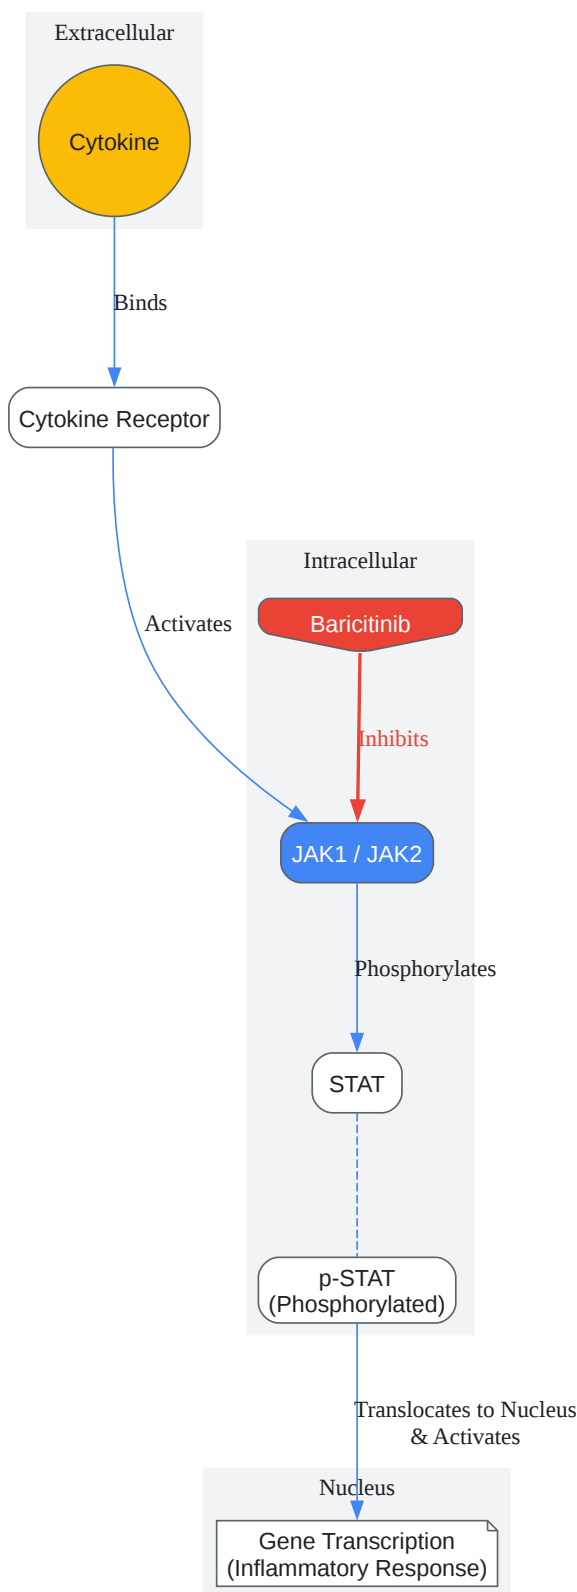 Extracellular
Cytokine
Binds
Cytokine Receptor
Intracellular
Activates
Baricitinib
Inhibits
JAK1 / JAK2
Phosphorylates
STAT
p-STAT
(Phosphorylated)
Translocates to Nucleus
& Activates
Nucleus
Gene Transcription
(Inflammatory Response)